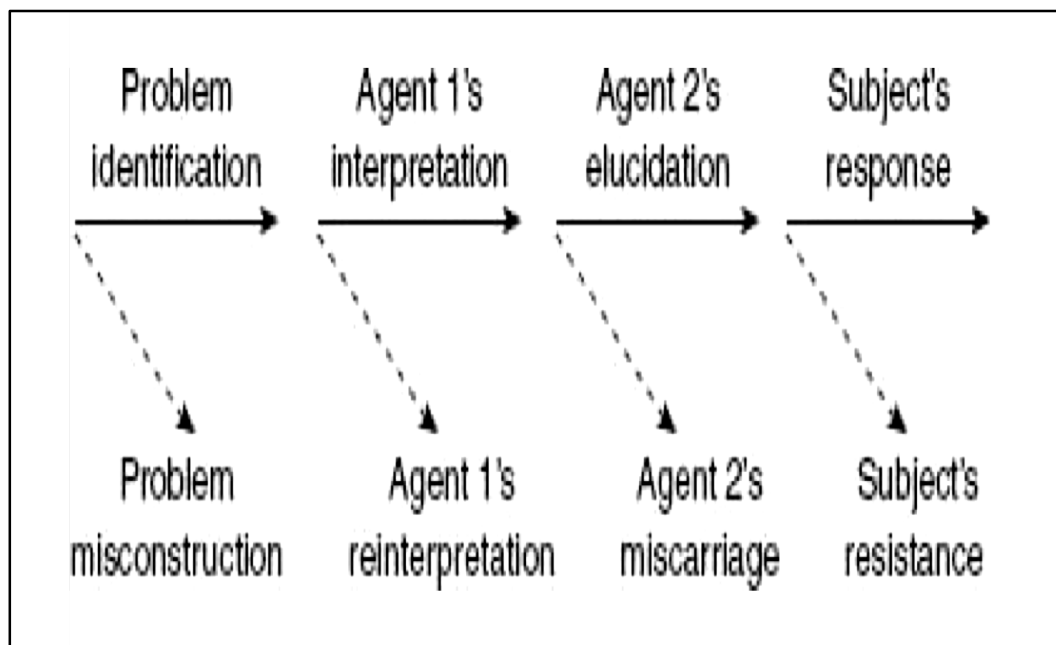 Problem
identification
Agent 1's
interpretation
Agent 2's
elucidation
Subject's
response
Problem
misconstruction
Agent 1's
reinterpretation
Agent 2's
miscarriage
Subject's
resistance